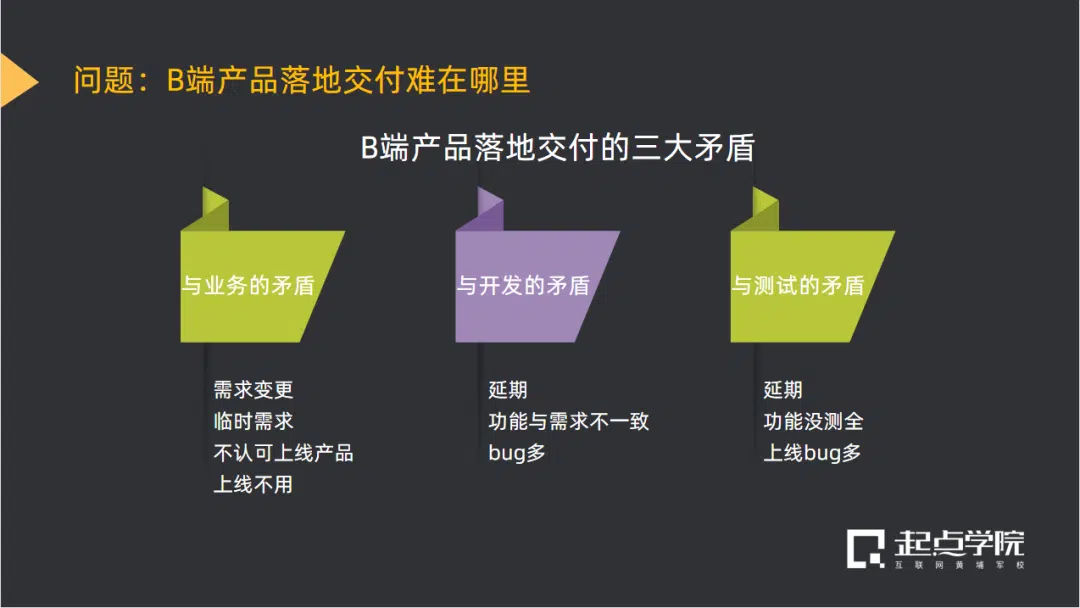 问题：B端产品落地交付难在哪里
B端产品落地交付的三大矛盾
与业务的矛盾
需求变更
临时需求
不认可上线产品
上线不用
与开发的矛盾
延期
功能与需求不一致
bug多
与测试的矛盾
延期
功能没测全
上线bug多
起点学院
互联网黄埔军校